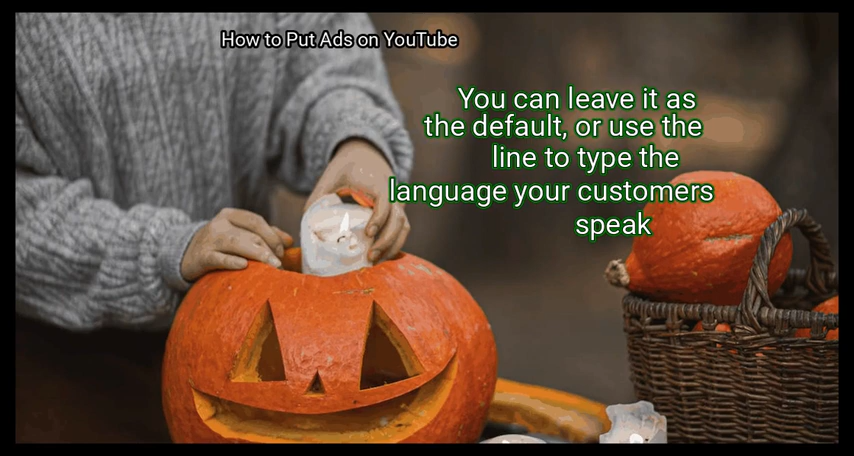 How to Put Ads on YouTube
You can leave it as
the default, or use the
line to type the
language your customers
speak